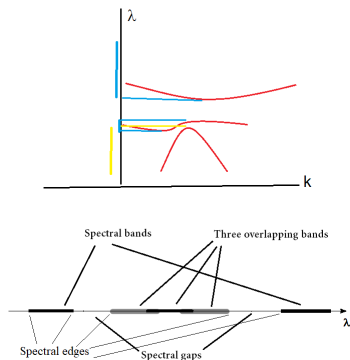 λ
k
Spectral bands
Three overlapping bands
λ
Spectral edges
Spectral gaps